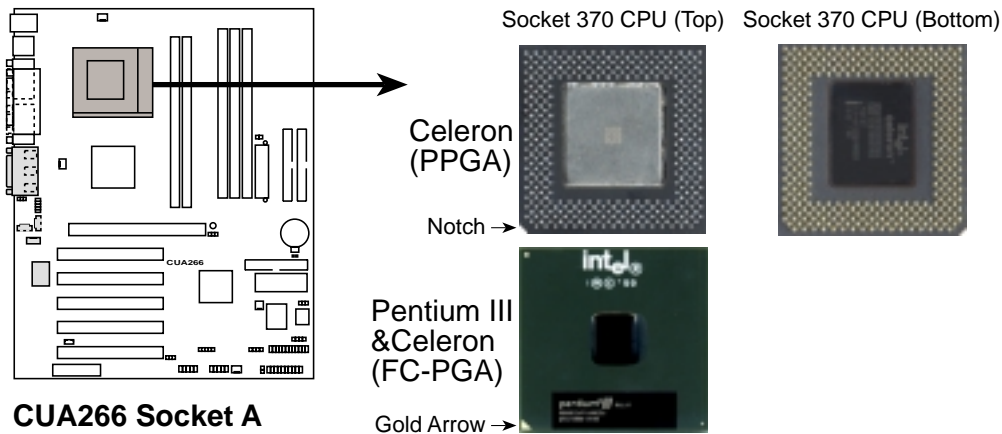 Socket 370 CPU (Top)
Socket 370 CPU (Bottom)
Celeron
(PPGA)
Notch
intel
intel®
Pentium III
&Celeron
(FC-PGA)
pentium III
Gold Arrow
CUA266
CUA266 Socket A